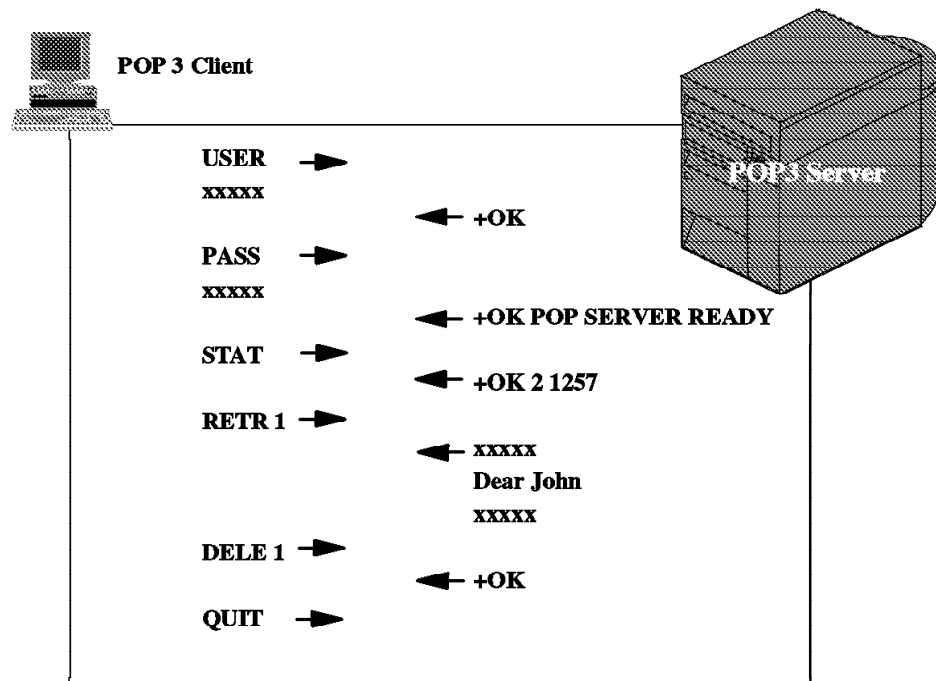 POP 3 Client
POP3 Server
USER
xxxxx
+OK
PASS
xxxxx
+OK POP SERVER READY
STAT
+OK 2 1257
RETR 1
xxxxx
Dear John
xxxxx
DELE 1
+OK
QUIT